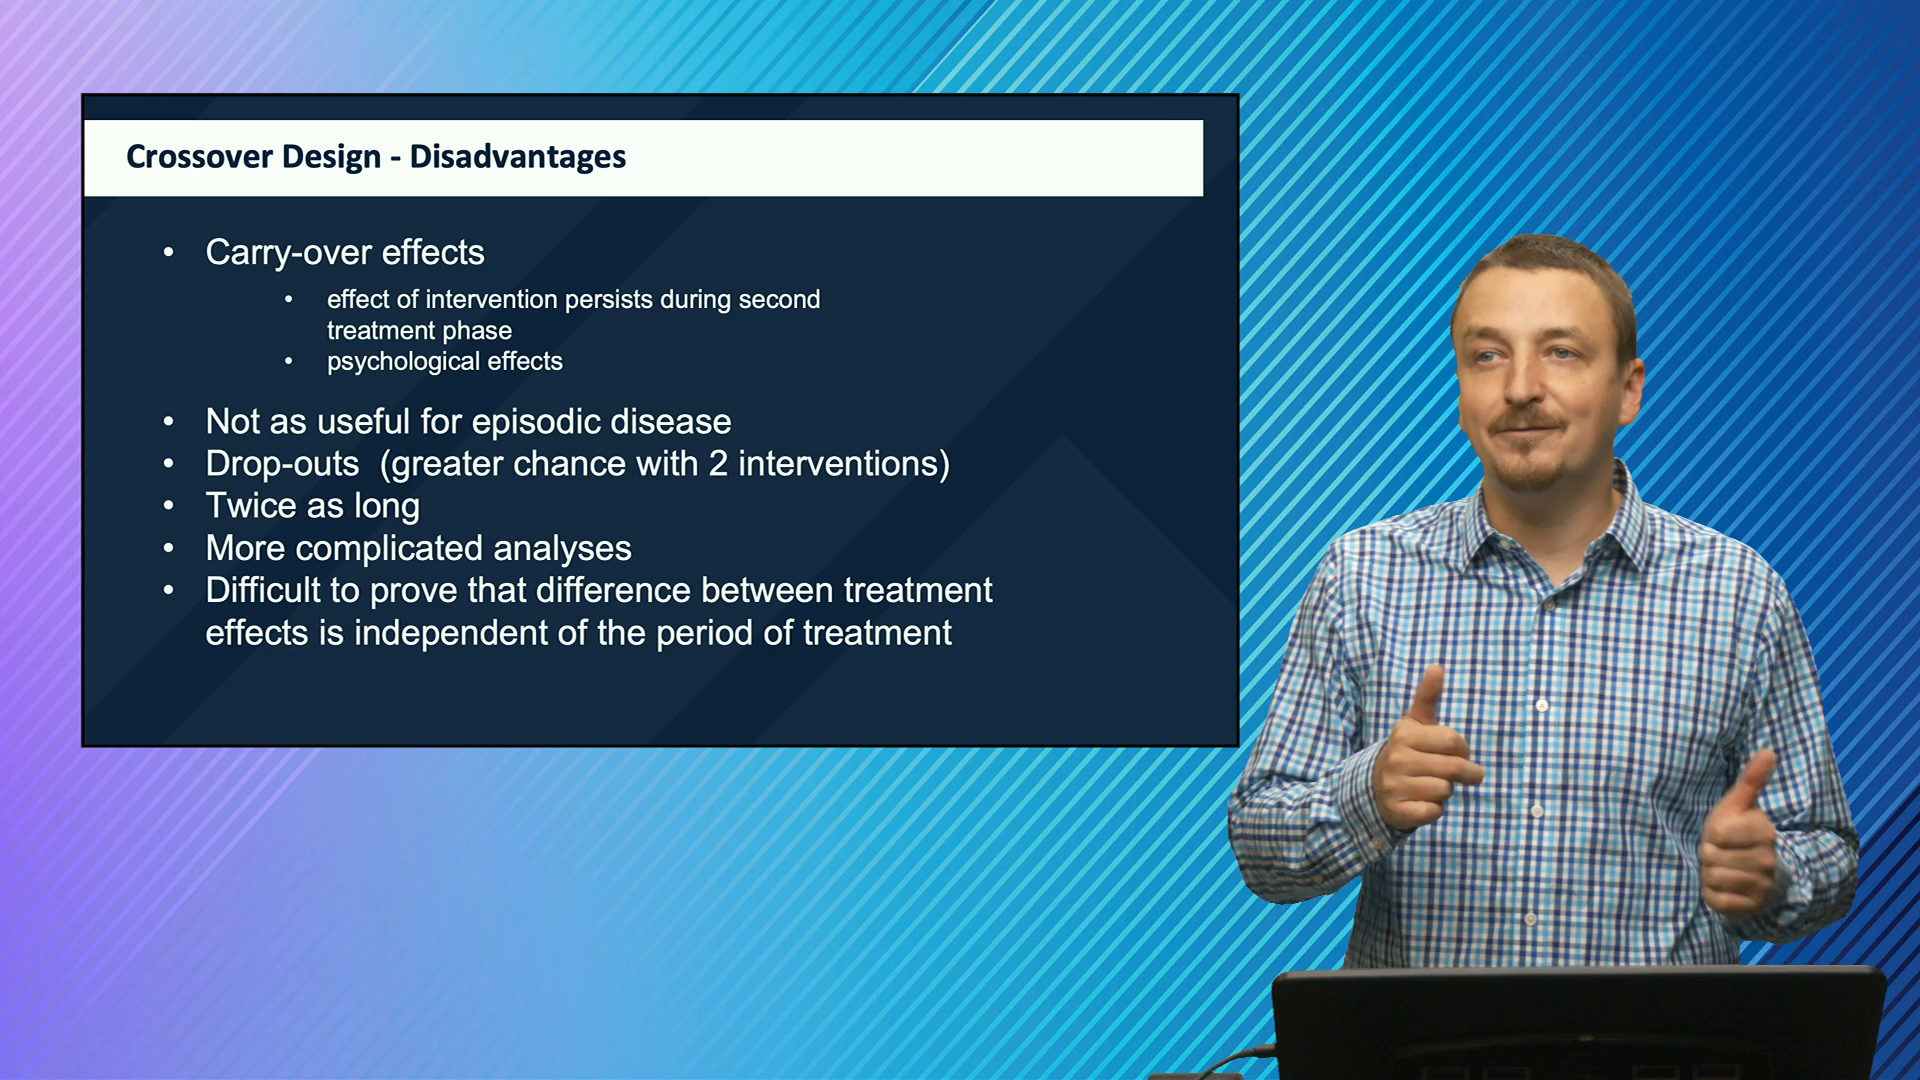 Crossover Design - Disadvantages
• Carry-over effects
• effect of intervention persists during second
treatment phase
• psychological effects
• Not as useful for episodic disease
• Drop-outs (greater chance with 2 interventions)
• Twice as long
• More complicated analyses
• Difficult to prove that difference between treatment
effects is independent of the period of treatment